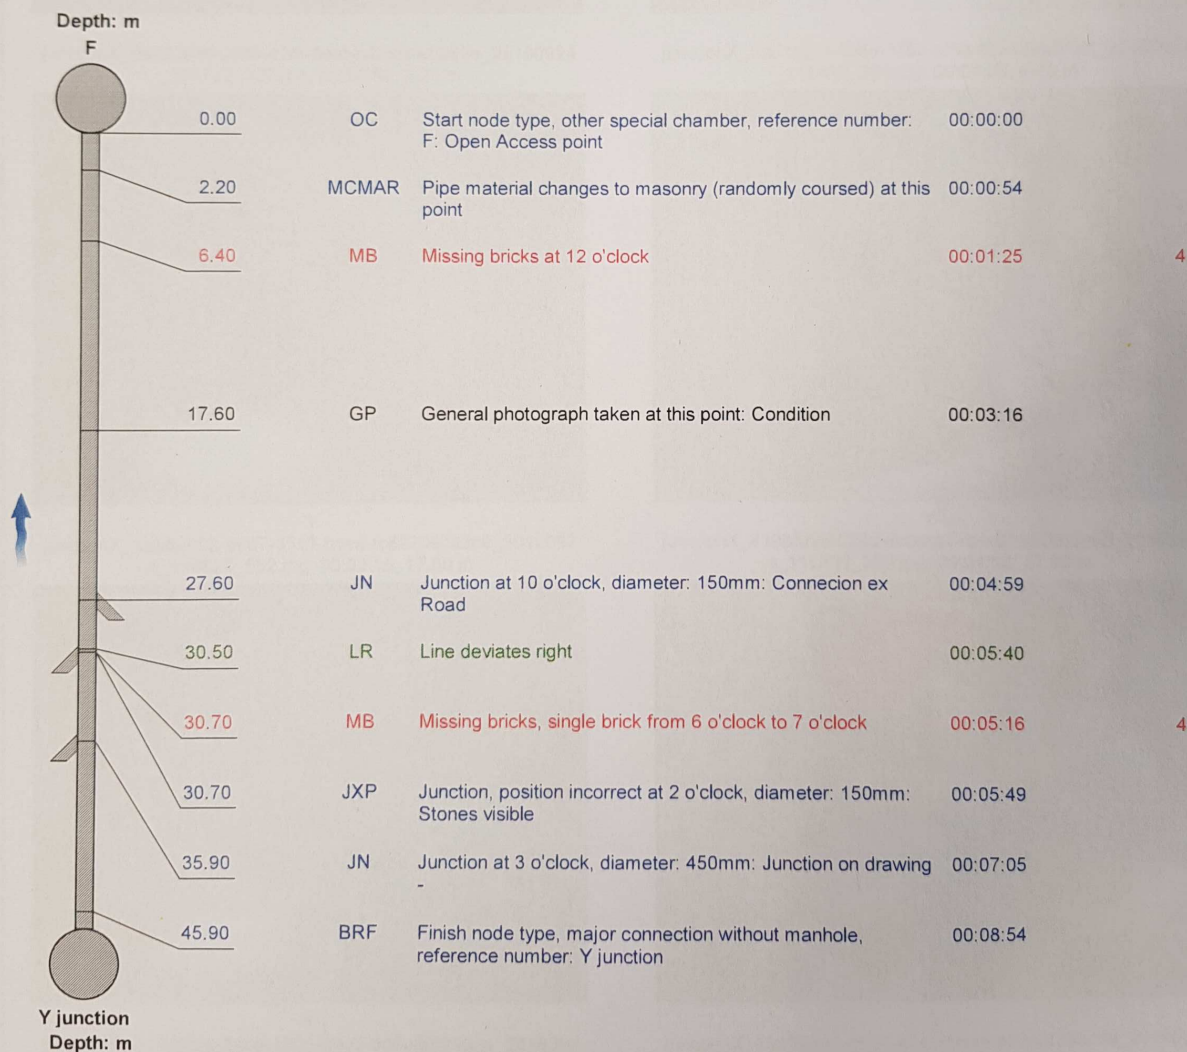 Depth: m
F
0.00 OC Start node type, other special chamber, reference number: 00:00:00
F: Open Access point
2.20 MCMAR Pipe material changes to masonry (randomly coursed) at this 00:00:54
point
6.40 MB Missing bricks at 12 o'clock 00:01:25 4
17.60 GP General photograph taken at this point: Condition 00:03:16
27.60 JN Junction at 10 o'clock, diameter: 150mm: Connecion ex 00:04:59
Road
30.50 LR Line deviates right 00:05:40
30.70 MB Missing bricks, single brick from 6 o'clock to 7 o'clock 00:05:16 4
30.70 JXP Junction, position incorrect at 2 o'clock, diameter: 150mm: 00:05:49
Stones visible
35.90 JN Junction at 3 o'clock, diameter: 450mm: Junction on drawing 00:07:05
-
45.90 BRF Finish node type, major connection without manhole, 00:08:54
reference number: Y junction
Y junction
Depth: m